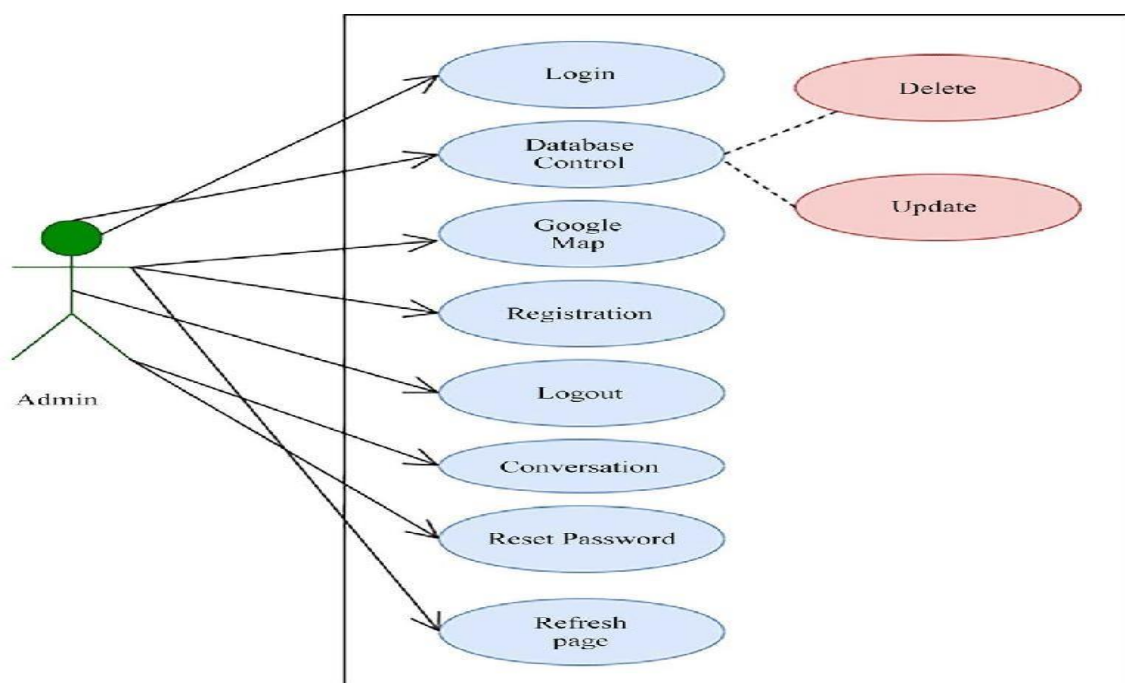 Login
Delete
Database
Control
Update
Google
Map
Registration
Admin
Logout
Conversation
Reset Password
Refresh
page